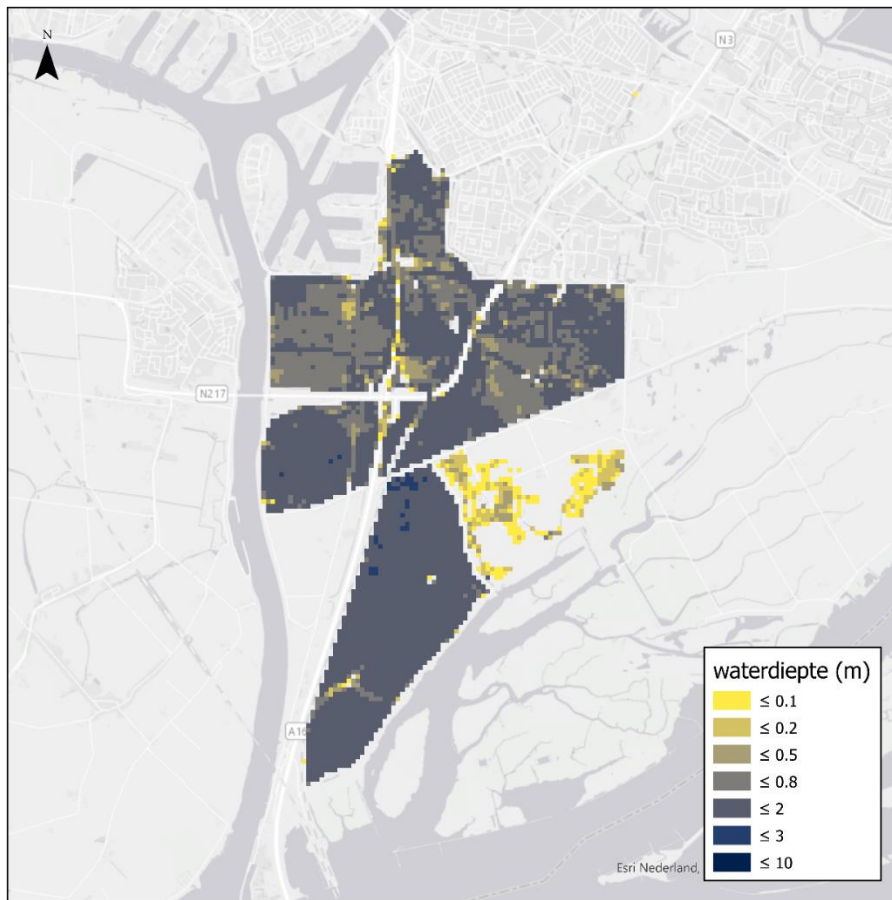 N
N3
N217
A16
waterdiepte (m)
≤ 0.1
≤ 0.2
≤ 0.5
≤ 0.8
≤ 2
≤ 3
≤ 10
Esri Nederland,